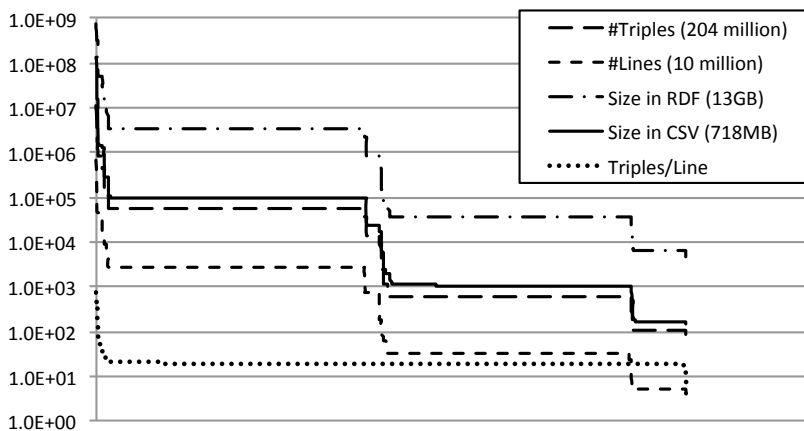 1.0E+09
1.0E+08
1.0E+07
1.0E+06
1.0E+05
1.0E+04
1.0E+03
1.0E+02
1.0E+01
1.0E+00
#Triples (204 million)
#Lines (10 million)
Size in RDF (13GB)
Size in CSV (718MB)
Triples/Line